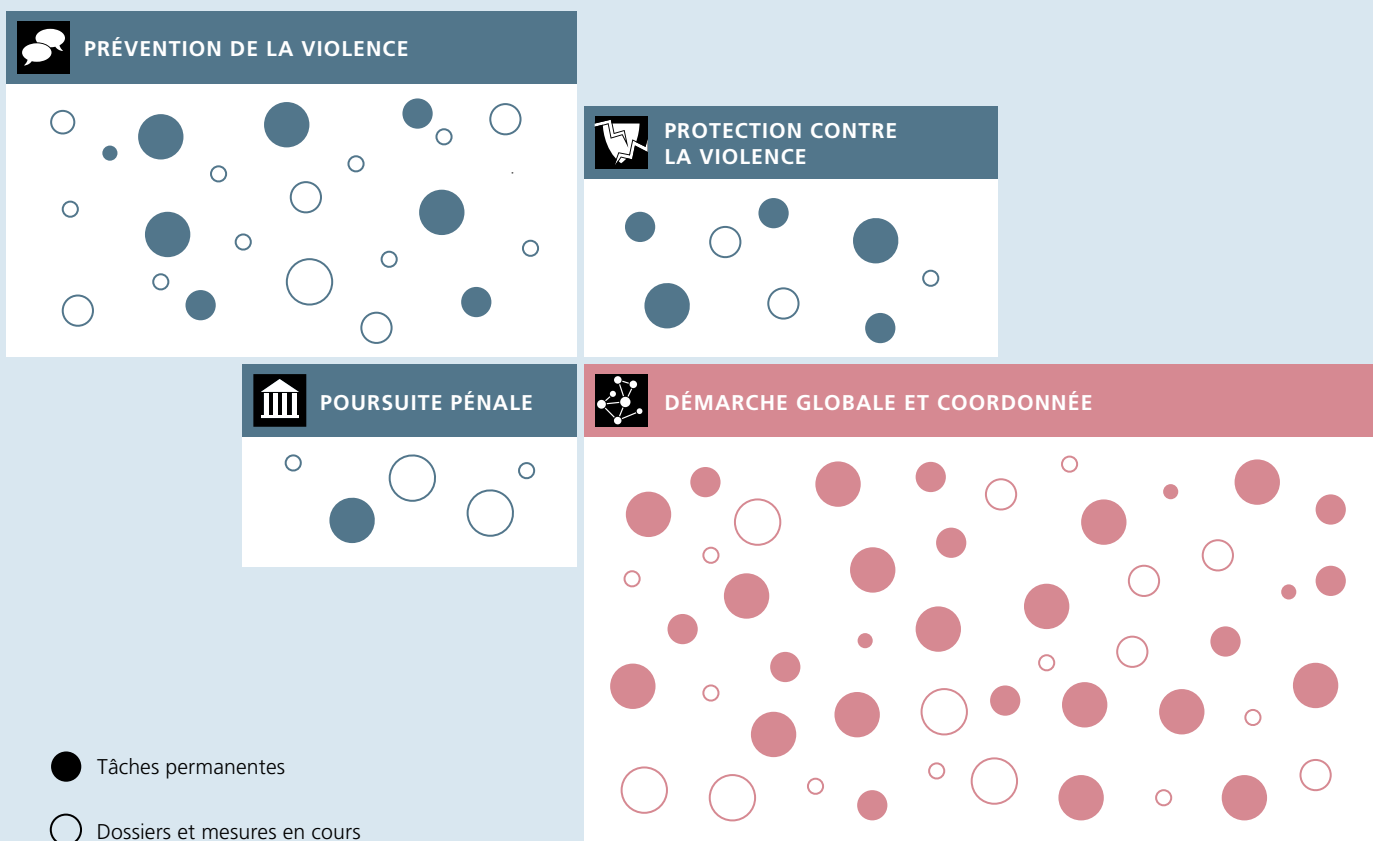 PRÉVENTION DE LA VIOLENCE
PROTECTION CONTRE
LA VIOLENCE
POURSUITE PÉNALE
DÉMARCHE GLOBALE ET COORDONNÉE
Tâches permanentes
Dossiers et mesures en cours